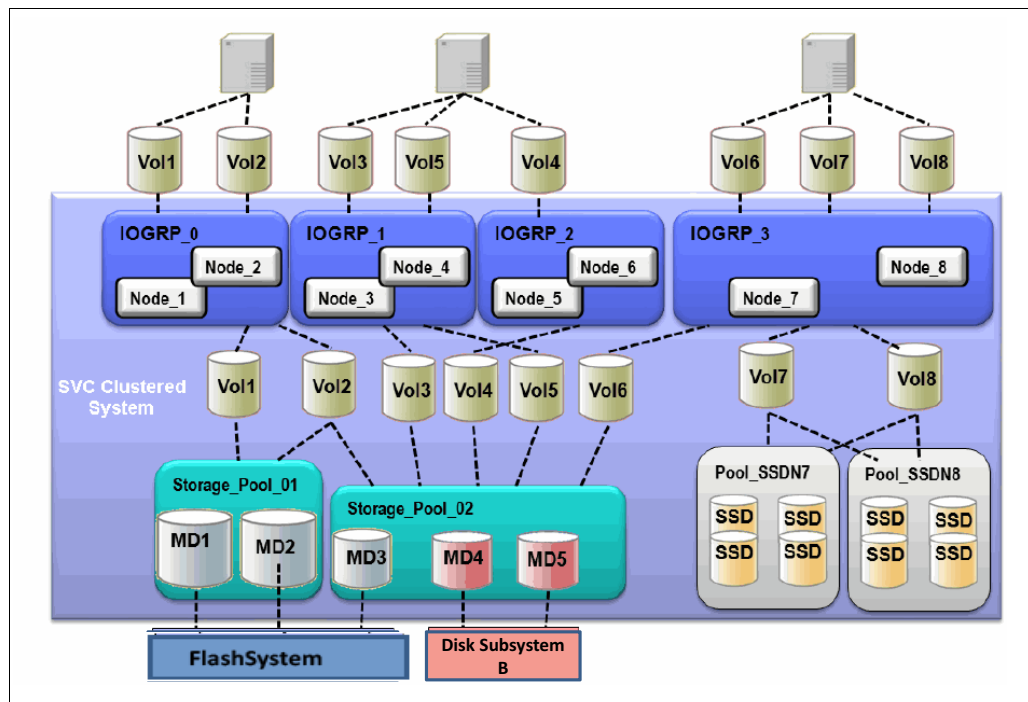 Vol1
Vol2
Vol3
Vol5
Vol4
Vol6
Vol7
Vol8
IOGRP_0
Node_2
Node_1
IOGRP_1
Node_4
Node_3
IOGRP_2
Node_6
Node_5
IOGRP_3
Node_8
Node_7
SVC Clustered
System
Vol1
Vol2
Vol3
Vol4
Vol5
Vol6
Vol7
Vol8
Storage_Pool_01
MD1
MD2
Storage_Pool_02
MD3
MD4
MD5
Pool_SSDN7
SSD
SSD
SSD
SSD
Pool_SSDN8
SSD
SSD
SSD
SSD
FlashSystem
Disk Subsystem
B